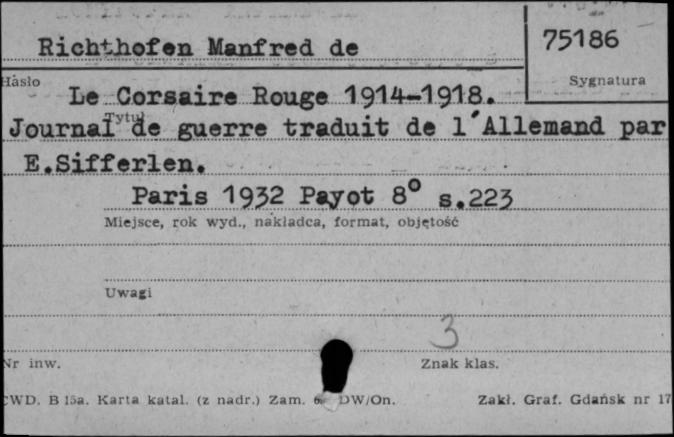 Richthofen Manfred de
75186
Hasło
Sygnatura
Le Corsaire Rouge 1914-1918.
Tytuł
Journal de guerre traduit de l'Allemand par
E.Sifferlen.
Paris 1932 Payot 8° s.223
Miejsce, rok wyd., nakładca, format, objętość
Uwagi
3
Nr inw.
Znak klas.
CWD. B 15a. Karta katal. (z nadr.) Zam. DW/On.
Zakł. Graf. Gdańsk nr 17